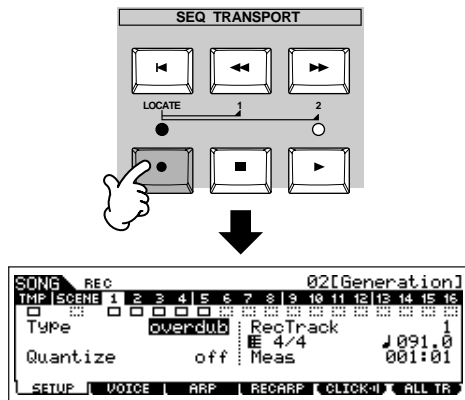 SEQ TRANSPORT
LOCATE 1 2
SONG REC 02[Generation]
TMP SCENE 1 2 3 4 5 6 7 8 9 10 11 12 13 14 15 16
Type overdub RecTrack 1
4/4 ♩091.0
Quantize off Meas 001:01
SETUP VOICE ARP RECARP CLICK ALL TR